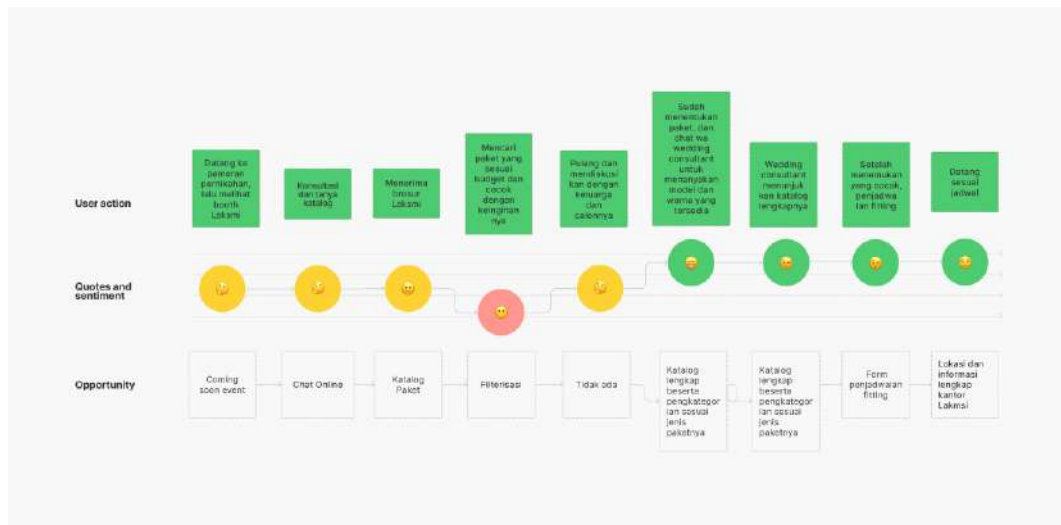 Datang ke
pameran
pernikahan,
lalu melihat
booth
Laksmi
Konsultasi
dan tanya
katalog
Menerima
brosur
Laksmi
Mencari
paket yang
sesuai
budget dan
cocok
dengan
keinginan
nya
Pulang dan
mendiskusi
kan dengan
keluarga
dan
calonnya
Sudah
menentukan
paket, dan
chat wa
wedding
consultant
untuk
menanyakan
model dan
warna yang
tersedia
Wedding
consultant
menunjuk
kan katalog
lengkapnya
Setelah
menemukan
yang cocok,
penjadwa
lan fitting
Datang
sesuai
jadwal
User action
Quotes and
sentiment
Opportunity
Coming
soon event
Chat Online
Katalog
Paket
Filterisasi
Tidak ada
Katalog
lengkap
beserta
pengkategor
ian sesuai
jenis
paketnya
Katalog
lengkap
beserta
pengkategor
ian sesuai
jenis
paketnya
Form
penjadwalan
fitting
Lokasi dan
informasi
lengkap
kantor
Lakmsi